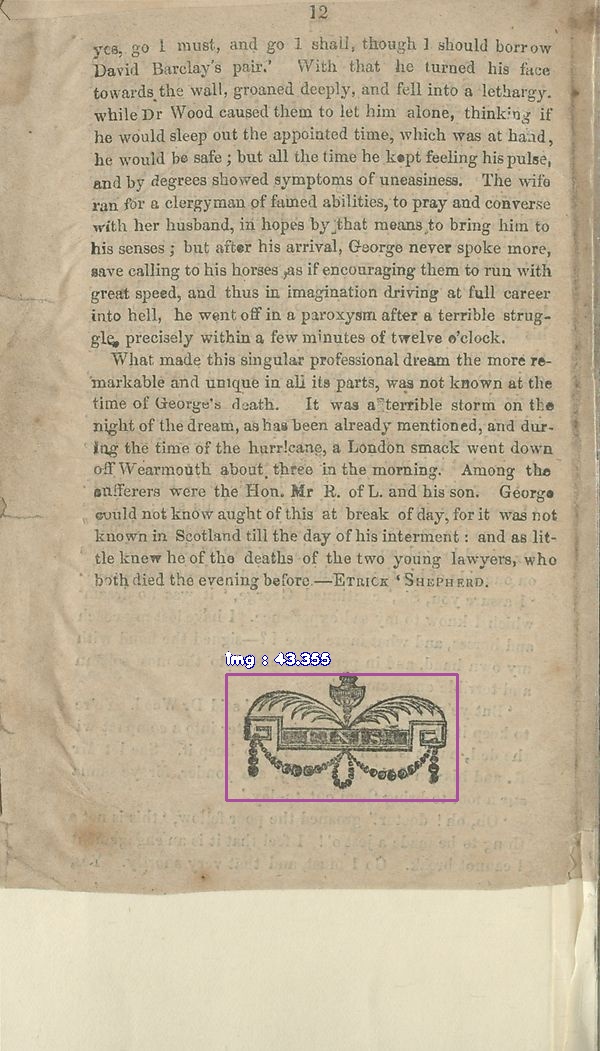 12
yes, go I must, and go I shall, though I should borrow
David Barclay's pair.' With that he turned his face
towards the wall, groaned deeply, and fell into a lethargy.
while Dr Wood caused them to let him alone, thinking if
he would sleep out the appointed time, which was at hand,
he would be safe ; but all the time he kept feeling his pulse,
and by degrees showed symptoms of uneasiness. The wife
ran for a clergyman of famed abilities, to pray and converse
with her husband, in hopes by that means to bring him to
his senses ; but after his arrival, George never spoke more,
save calling to his horses ,as if encouraging them to run with
great speed, and thus in imagination driving at full career
into hell, he went off in a paroxysm after a terrible strug-
gle, precisely within a few minutes of twelve o'clock.
What made this singular professional dream the more re-
markable and unique in all its parts, was not known at the
time of George's death. It was a terrible storm on the
night of the dream, as has been already mentioned, and dur-
ing the time of the hurricane, a London smack went down
off Wearmouth about three in the morning. Among the
sufferers were the Hon. Mr R. of L. and his son. George
could not know aught of this at break of day, for it was not
known in Scotland till the day of his interment : and as lit-
tle knew he of the deaths of the two young lawyers, who
both died the evening before.—ETRICK ‘ SHEPHERD.
img : 43.355
FINIS